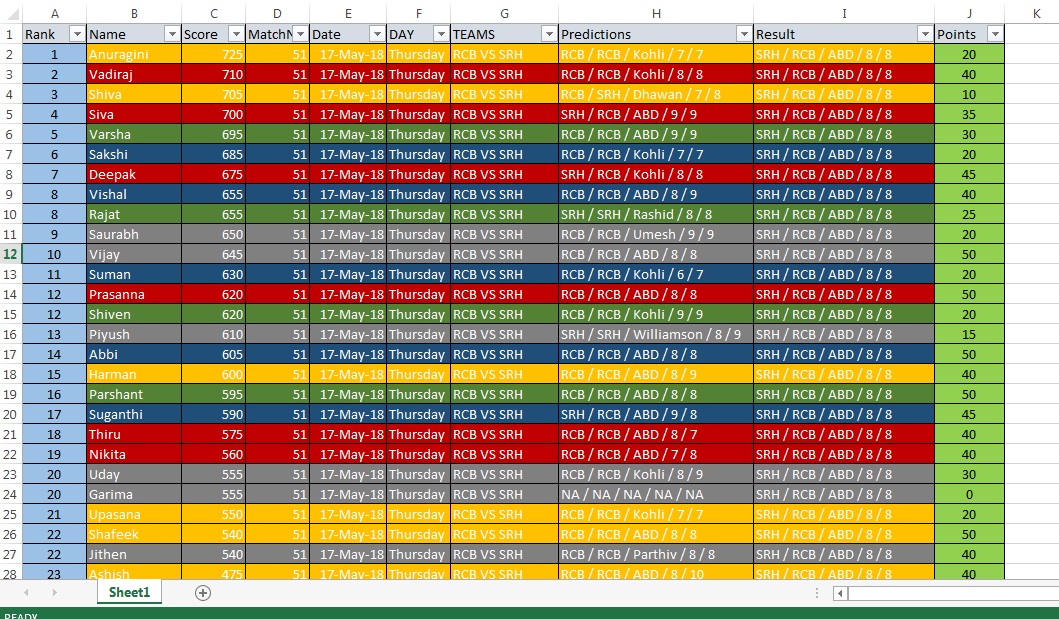 A B C D E F G H I J K
1 Rank Name Score MatchN Date DAY TEAMS Predictions Result Points
2 1 Anuragini 725 51 17-May-18 Thursday RCB VS SRH RCB / RCB / Kohli / 7 / 7 SRH / RCB / ABD / 8 / 8 20
3 2 Vadiraj 710 51 17-May-18 Thursday RCB VS SRH RCB / RCB / Kohli / 8 / 8 SRH / RCB / ABD / 8 / 8 40
4 3 Shiva 705 51 17-May-18 Thursday RCB VS SRH RCB / SRH / Dhawan / 7 / 8 SRH / RCB / ABD / 8 / 8 10
5 4 Siva 700 51 17-May-18 Thursday RCB VS SRH SRH / RCB / ABD / 9 / 9 SRH / RCB / ABD / 8 / 8 35
6 5 Varsha 695 51 17-May-18 Thursday RCB VS SRH RCB / RCB / ABD / 9 / 9 SRH / RCB / ABD / 8 / 8 30
7 6 Sakshi 685 51 17-May-18 Thursday RCB VS SRH RCB / RCB / Kohli / 7 / 7 SRH / RCB / ABD / 8 / 8 20
8 7 Deepak 675 51 17-May-18 Thursday RCB VS SRH SRH / RCB / Kohli / 8 / 8 SRH / RCB / ABD / 8 / 8 45
9 8 Vishal 655 51 17-May-18 Thursday RCB VS SRH RCB / RCB / ABD / 8 / 9 SRH / RCB / ABD / 8 / 8 40
10 8 Rajat 655 51 17-May-18 Thursday RCB VS SRH SRH / SRH / Rashid / 8 / 8 SRH / RCB / ABD / 8 / 8 25
11 9 Saurabh 650 51 17-May-18 Thursday RCB VS SRH RCB / RCB / Umesh / 9 / 9 SRH / RCB / ABD / 8 / 8 20
12 10 Vijay 645 51 17-May-18 Thursday RCB VS SRH RCB / RCB / ABD / 8 / 8 SRH / RCB / ABD / 8 / 8 50
13 11 Suman 630 51 17-May-18 Thursday RCB VS SRH RCB / RCB / Kohli / 6 / 7 SRH / RCB / ABD / 8 / 8 20
14 12 Prasanna 620 51 17-May-18 Thursday RCB VS SRH RCB / RCB / ABD / 8 / 8 SRH / RCB / ABD / 8 / 8 50
15 12 Shiven 620 51 17-May-18 Thursday RCB VS SRH RCB / RCB / Kohli / 9 / 9 SRH / RCB / ABD / 8 / 8 20
16 13 Piyush 610 51 17-May-18 Thursday RCB VS SRH SRH / SRH / Williamson / 8 / 9 SRH / RCB / ABD / 8 / 8 15
17 14 Abbi 605 51 17-May-18 Thursday RCB VS SRH RCB / RCB / ABD / 8 / 8 SRH / RCB / ABD / 8 / 8 50
18 15 Harman 600 51 17-May-18 Thursday RCB VS SRH RCB / RCB / ABD / 8 / 9 SRH / RCB / ABD / 8 / 8 40
19 16 Parshant 595 51 17-May-18 Thursday RCB VS SRH RCB / RCB / ABD / 8 / 8 SRH / RCB / ABD / 8 / 8 50
20 17 Suganthi 590 51 17-May-18 Thursday RCB VS SRH SRH / RCB / ABD / 9 / 8 SRH / RCB / ABD / 8 / 8 45
21 18 Thiru 575 51 17-May-18 Thursday RCB VS SRH RCB / RCB / ABD / 8 / 7 SRH / RCB / ABD / 8 / 8 40
22 19 Nikita 560 51 17-May-18 Thursday RCB VS SRH RCB / RCB / ABD / 7 / 8 SRH / RCB / ABD / 8 / 8 40
23 20 Uday 555 51 17-May-18 Thursday RCB VS SRH RCB / RCB / Kohli / 8 / 9 SRH / RCB / ABD / 8 / 8 30
24 20 Garima 555 51 17-May-18 Thursday RCB VS SRH NA / NA / NA / NA / NA SRH / RCB / ABD / 8 / 8 0
25 21 Upasana 550 51 17-May-18 Thursday RCB VS SRH RCB / RCB / Kohli / 7 / 7 SRH / RCB / ABD / 8 / 8 20
26 22 Shafeek 540 51 17-May-18 Thursday RCB VS SRH RCB / RCB / ABD / 8 / 8 SRH / RCB / ABD / 8 / 8 50
27 22 Jithen 540 51 17-May-18 Thursday RCB VS SRH RCB / RCB / Parthiv / 8 / 8 SRH / RCB / ABD / 8 / 8 40
28 23 Ashish 475 51 17-May-18 Thursday RCB VS SRH RCB / RCB / ABD / 8 / 10 SRH / RCB / ABD / 8 / 8 40
Sheet1
READY